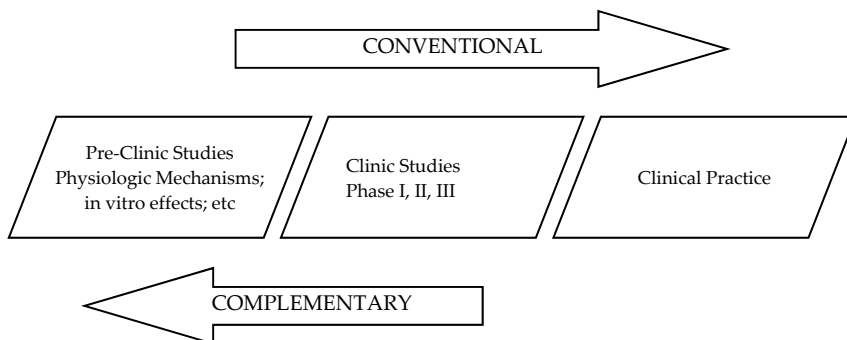 CONVENTIONAL
Pre-Clinic Studies
Physiologic Mechanisms;
in vitro effects; etc
Clinic Studies
Phase I, II, III
Clinical Practice
COMPLEMENTARY